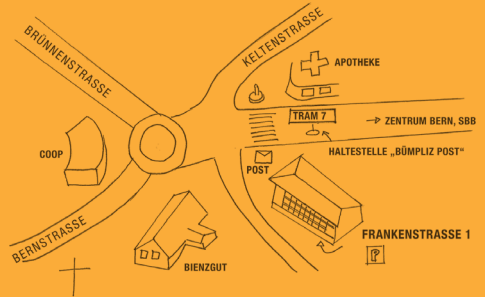 BRÜNNENSTRASSE
KELTENSTRASSE
APOTHEKE
TRAM 7
ZENTRUM BERN, SBB
HALTESTELLE „BÜMPLIZ POST“
COOP
POST
BERNSTRASSE
BIENZGUT
FRANKENSTRASSE 1
P